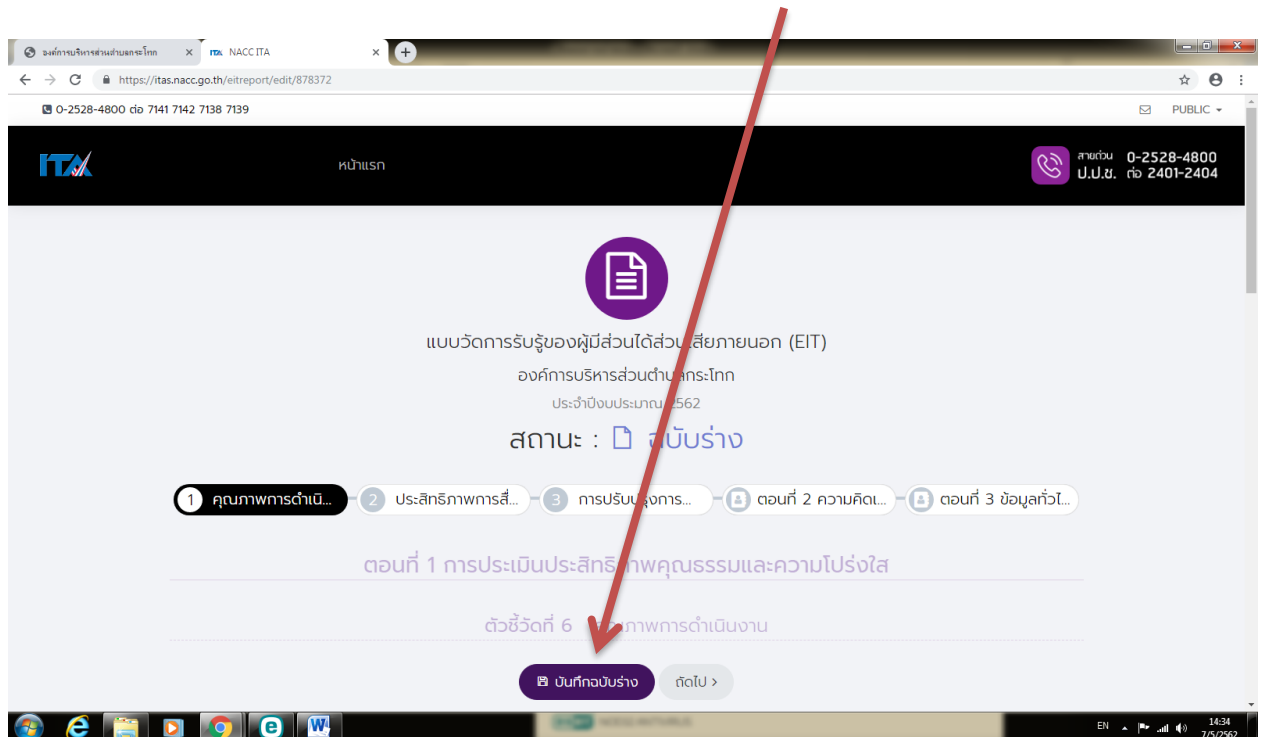 องค์การบริหารส่วนตำบลกระโทก
NACC ITA
https://itas.nacc.go.th/eitreport/edit/878372
0-2528-4800 ต่อ 7141 7142 7138 7139
PUBLIC
ITA
หน้าแรก
สายด่วน 0-2528-4800
ป.ป.ช. ต่อ 2401-2404
แบบวัดการรับรู้ของผู้มีส่วนได้ส่วนเสียภายนอก (EIT)
องค์การบริหารส่วนตำบลกระโทก
ประจำปีงบประมาณ 2562
สถานะ : ฉบับร่าง
1 คุณภาพการดำเนิ...
2 ประสิทธิภาพการสื่...
3 การปรับปรุงการ...
ตอนที่ 2 ความคิดเ...
ตอนที่ 3 ข้อมูลทั่วไ...
ตอนที่ 1 การประเมินประสิทธิภาพคุณธรรมและความโปร่งใส
ตัวชี้วัดที่ 6 คุณภาพการดำเนินงาน
บันทึกฉบับร่าง
ถัดไป >
EN
14:34
7/5/2562